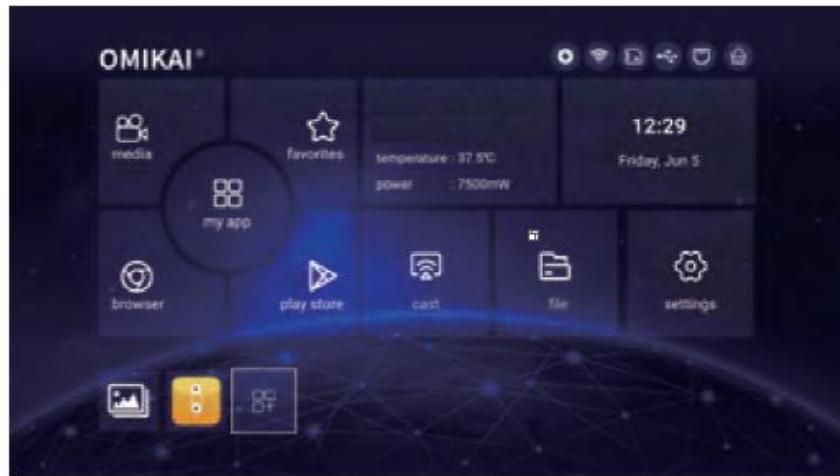 OMIKAI®
media
favorites
temperature : 37.5℃
power : 7500mW
12:29
Friday, Jun 5
my app
browser
play store
cast
file
settings